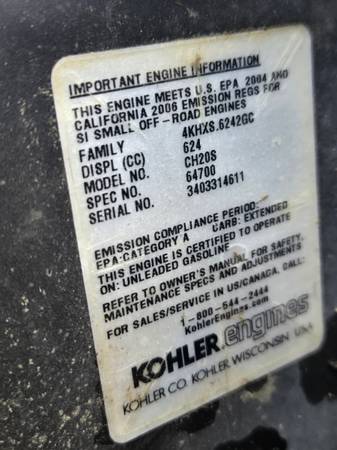 IMPORTANT ENGINE INFORMATION
THIS ENGINE MEETS U.S. EPA 2004 AND
CALIFORNIA 2006 EMISSION REGS FOR
SI SMALL OFF-ROAD ENGINES
FAMILY 4KHXS.6242GC
DISPL (CC) 624
MODEL NO. CH20S
SPEC NO. 64700
SERIAL NO. 3403314611
EMISSION COMPLIANCE PERIOD:
EPA:CATEGORY A CARB: EXTENDED
THIS ENGINE IS CERTIFIED TO OPERATE
ON: UNLEADED GASOLINE
REFER TO OWNER'S MANUAL FOR SAFETY,
MAINTENANCE SPECS AND ADJUSTMENTS
FOR SALES/SERVICE IN US/CANADA, CALL:
1-800-544-2444
KohlerEngines.com
KOHLER engines
KOHLER CO. KOHLER, WISCONSIN USA